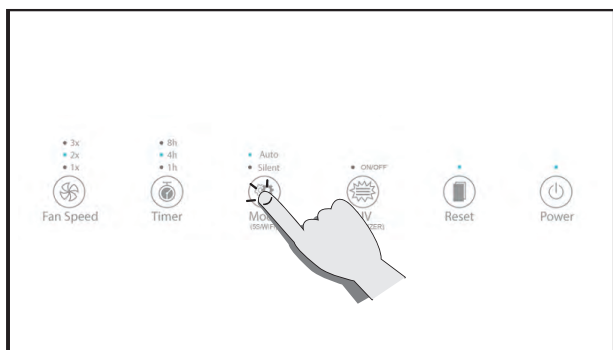 3x
2x
1x
Fan Speed
8h
4h
1h
Timer
Auto
Silent
ON/OFF
Reset
Power